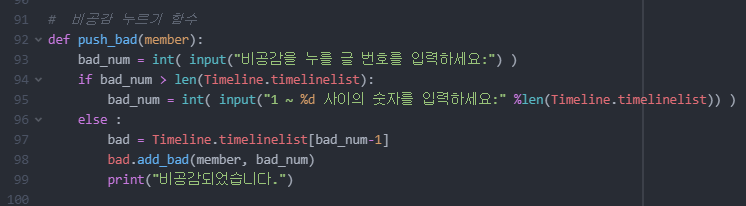 91 #  비공감 누르기 함수
92 def push_bad(member):
93     bad_num = int( input("비공감을 누를 글 번호를 입력하세요:") )
94     if bad_num > len(Timeline.timelinelist):
95         bad_num = int( input("1 ~ %d 사이의 숫자를 입력하세요:" %len(Timeline.timelinelist)) )
96     else :
97         bad = Timeline.timelinelist[bad_num-1]
98         bad.add_bad(member, bad_num)
99         print("비공감되었습니다.")
100